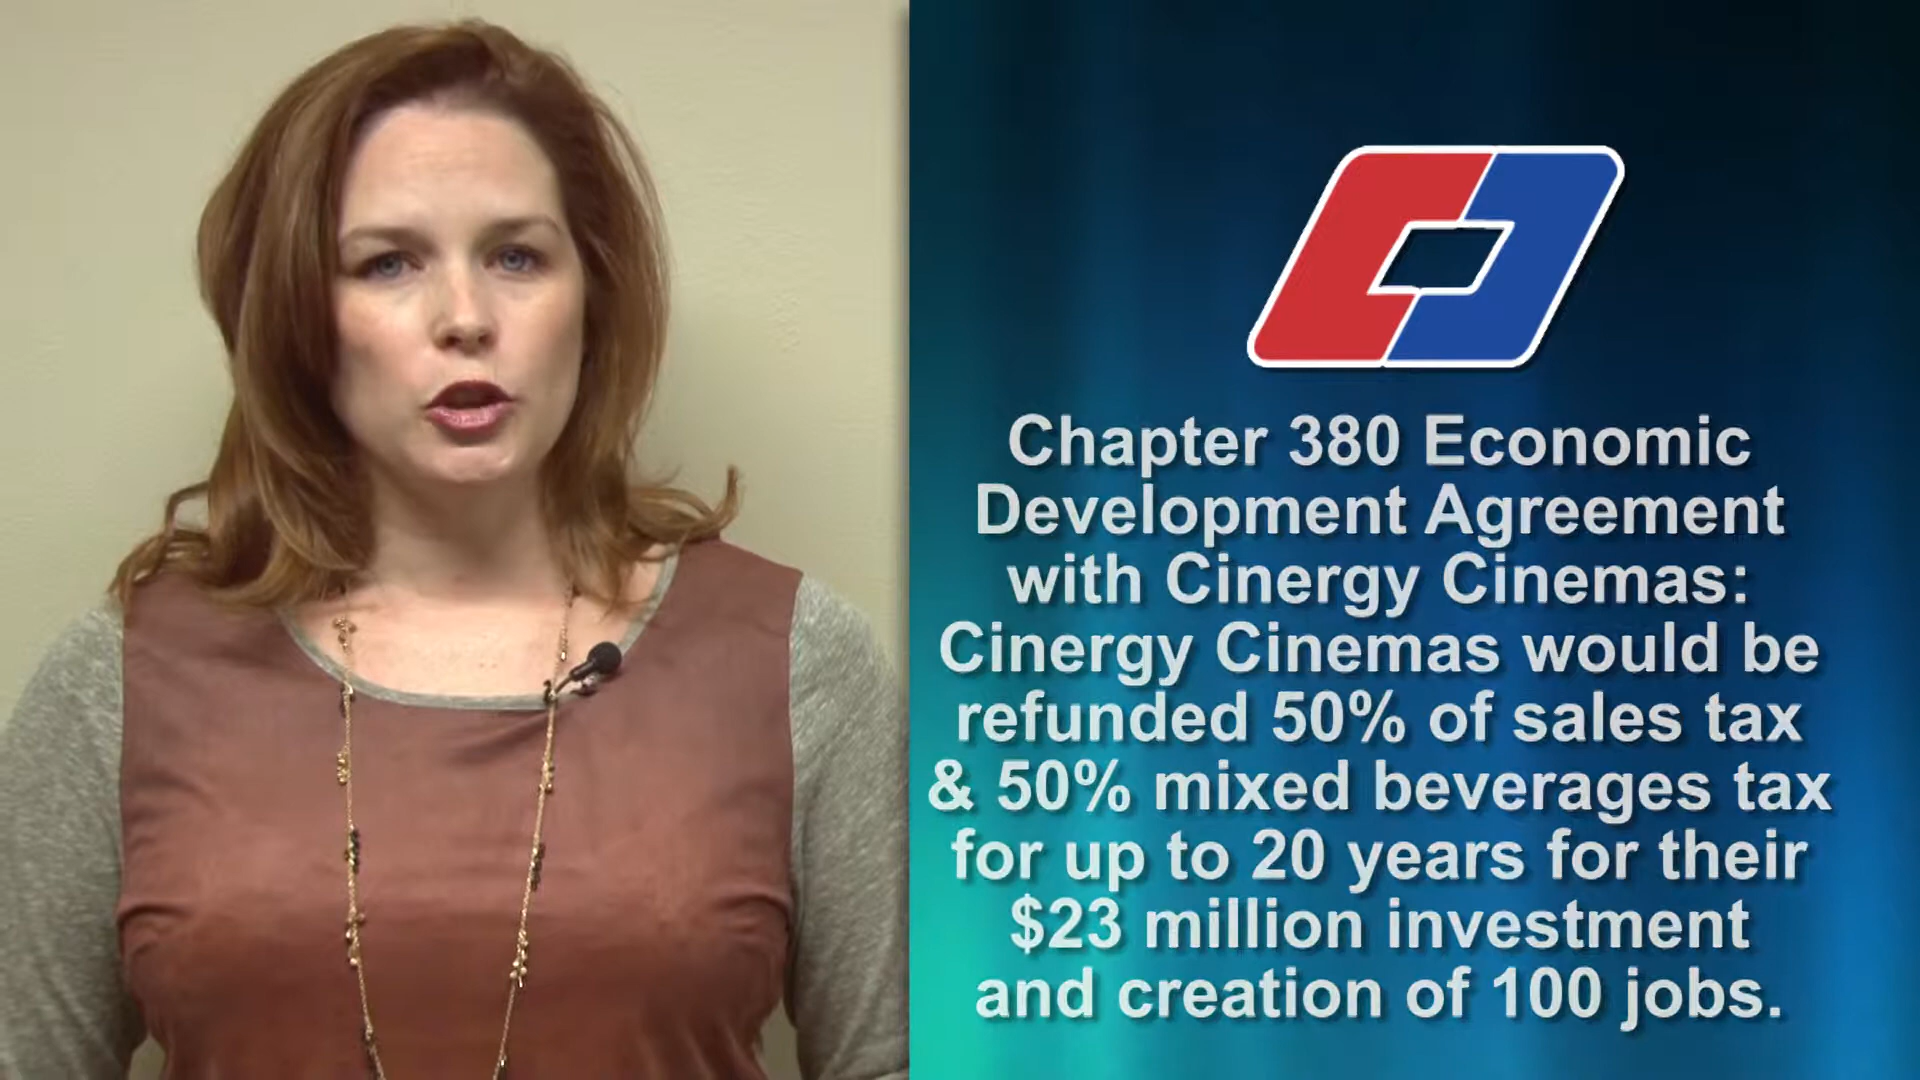 Chapter 380 Economic
Development Agreement
with Cinergy Cinemas:
Cinergy Cinemas would be
refunded 50% of sales tax
& 50% mixed beverages tax
for up to 20 years for their
$23 million investment
and creation of 100 jobs.